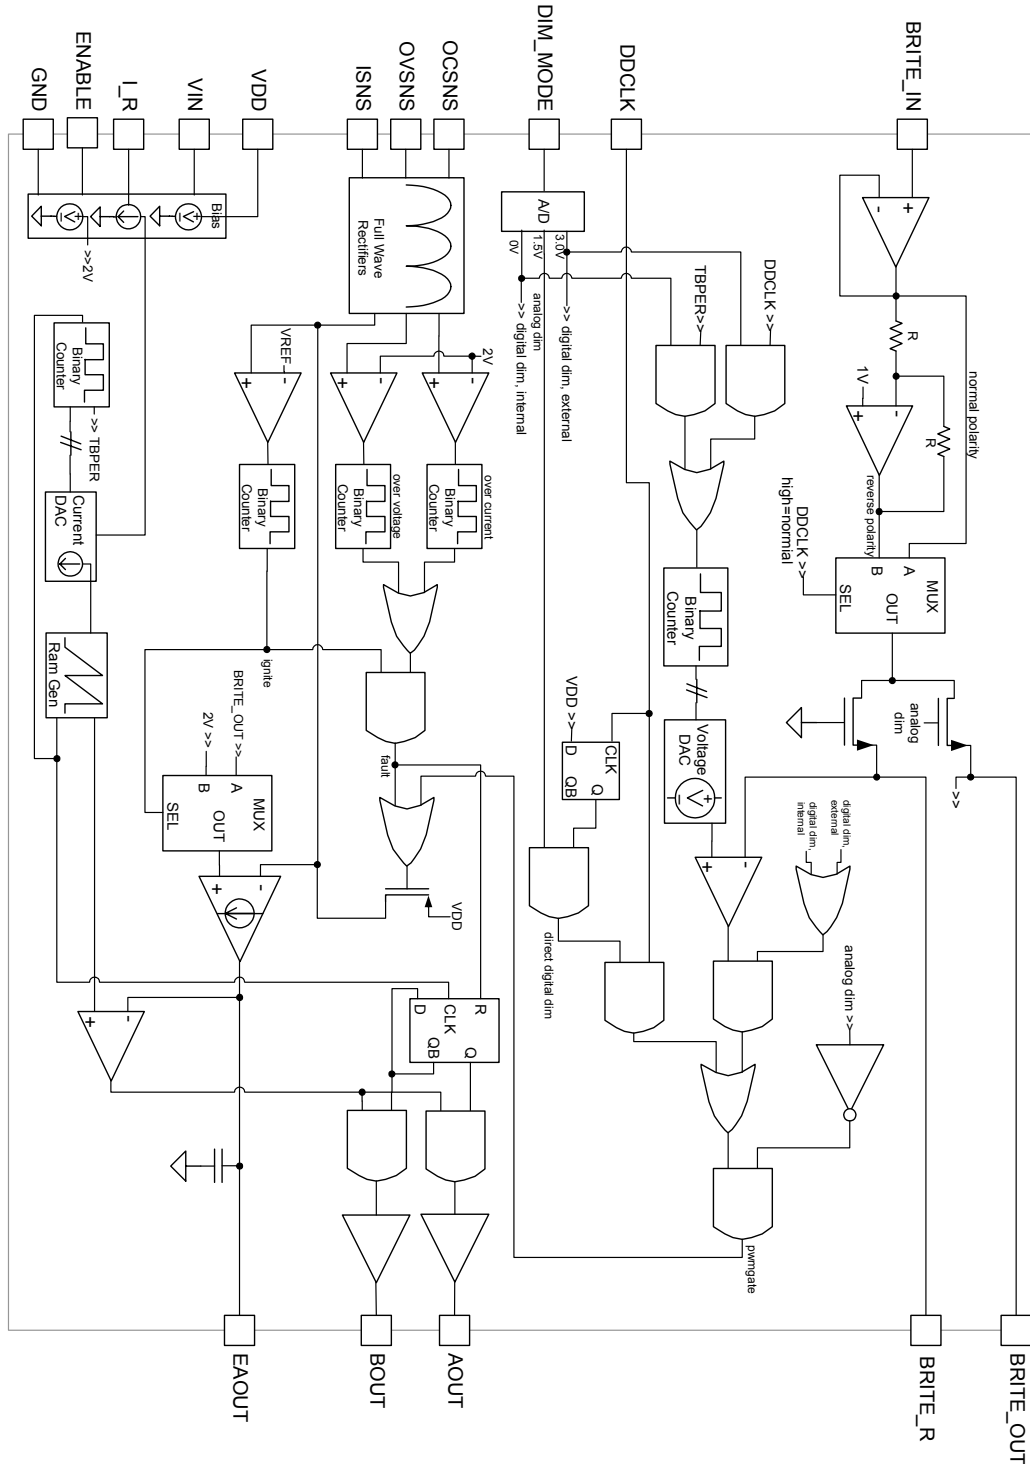 BRITE_IN
DDCLK
DIM_MODE
OCSNS
OVSNS
ISNS
VDD
VIN
I_R
ENABLE
GND
+
-
R
R
normal polarity
1V
-
+
reverse polarity
DDCLK >>
high=normial
MUX
A
B
OUT
SEL
analog
dim
>>
BRITE_OUT
BRITE_R
DDCLK >>
TBPER>>
A/D
3.0V
1.5V
0V
>> digital dim, external
analog dim
>> digital dim, internal
Binary
Counter
Voltage
DAC
+
-
V
-
+
digital dim,
external
digital dim,
internal
analog dim >>
pwmgate
VDD >>
CLK
D
Q
QB
direct digital dim
Full Wave
Rectifiers
2V
-
+
-
+
VREF
-
+
over current
Binary
Counter
over voltage
Binary
Counter
Binary
Counter
ignite
fault
VDD
BRITE_OUT >>
2V >>
MUX
A
B
OUT
SEL
-
+
R
CLK
D
Q
QB
AOUT
BOUT
EAOUT
Bias
+
-
V
+
-
V
>>2V
Binary
Counter
>> TBPER
Current
DAC
Ram Gen
-
+